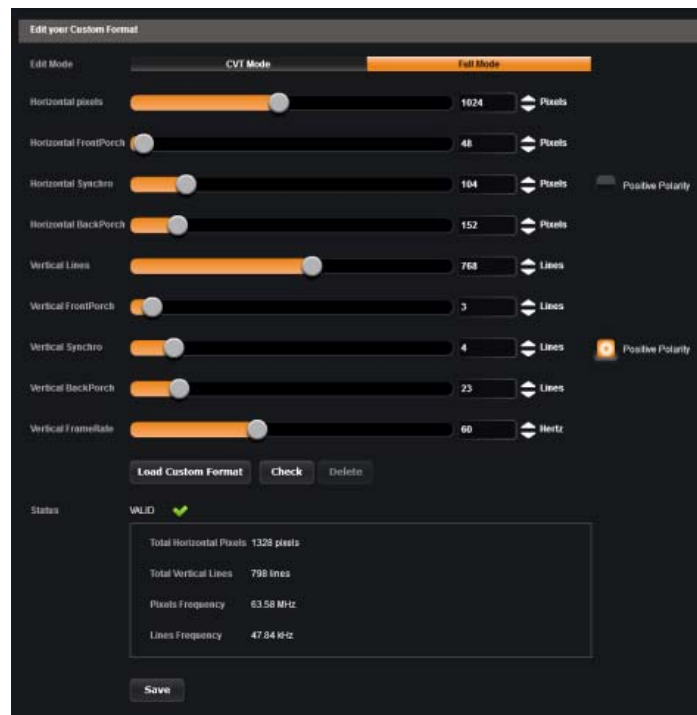 Edit your Custom Format
Edit Mode CVT Mode Full Mode
Horizontal pixels 1024 Pixels
Horizontal FrontPorch 48 Pixels
Horizontal Synchro 104 Pixels Positive Polarity
Horizontal BackPorch 152 Pixels
Vertical Lines 768 Lines
Vertical FrontPorch 3 Lines
Vertical Synchro 4 Lines Positive Polarity
Vertical BackPorch 23 Lines
Vertical FrameRate 60 Hertz
Load Custom Format Check Delete
Status VALID
Total Horizontal Pixels 1328 pixels
Total Vertical Lines 798 lines
Pixels Frequency 63.58 MHz
Lines Frequency 47.84 kHz
Save